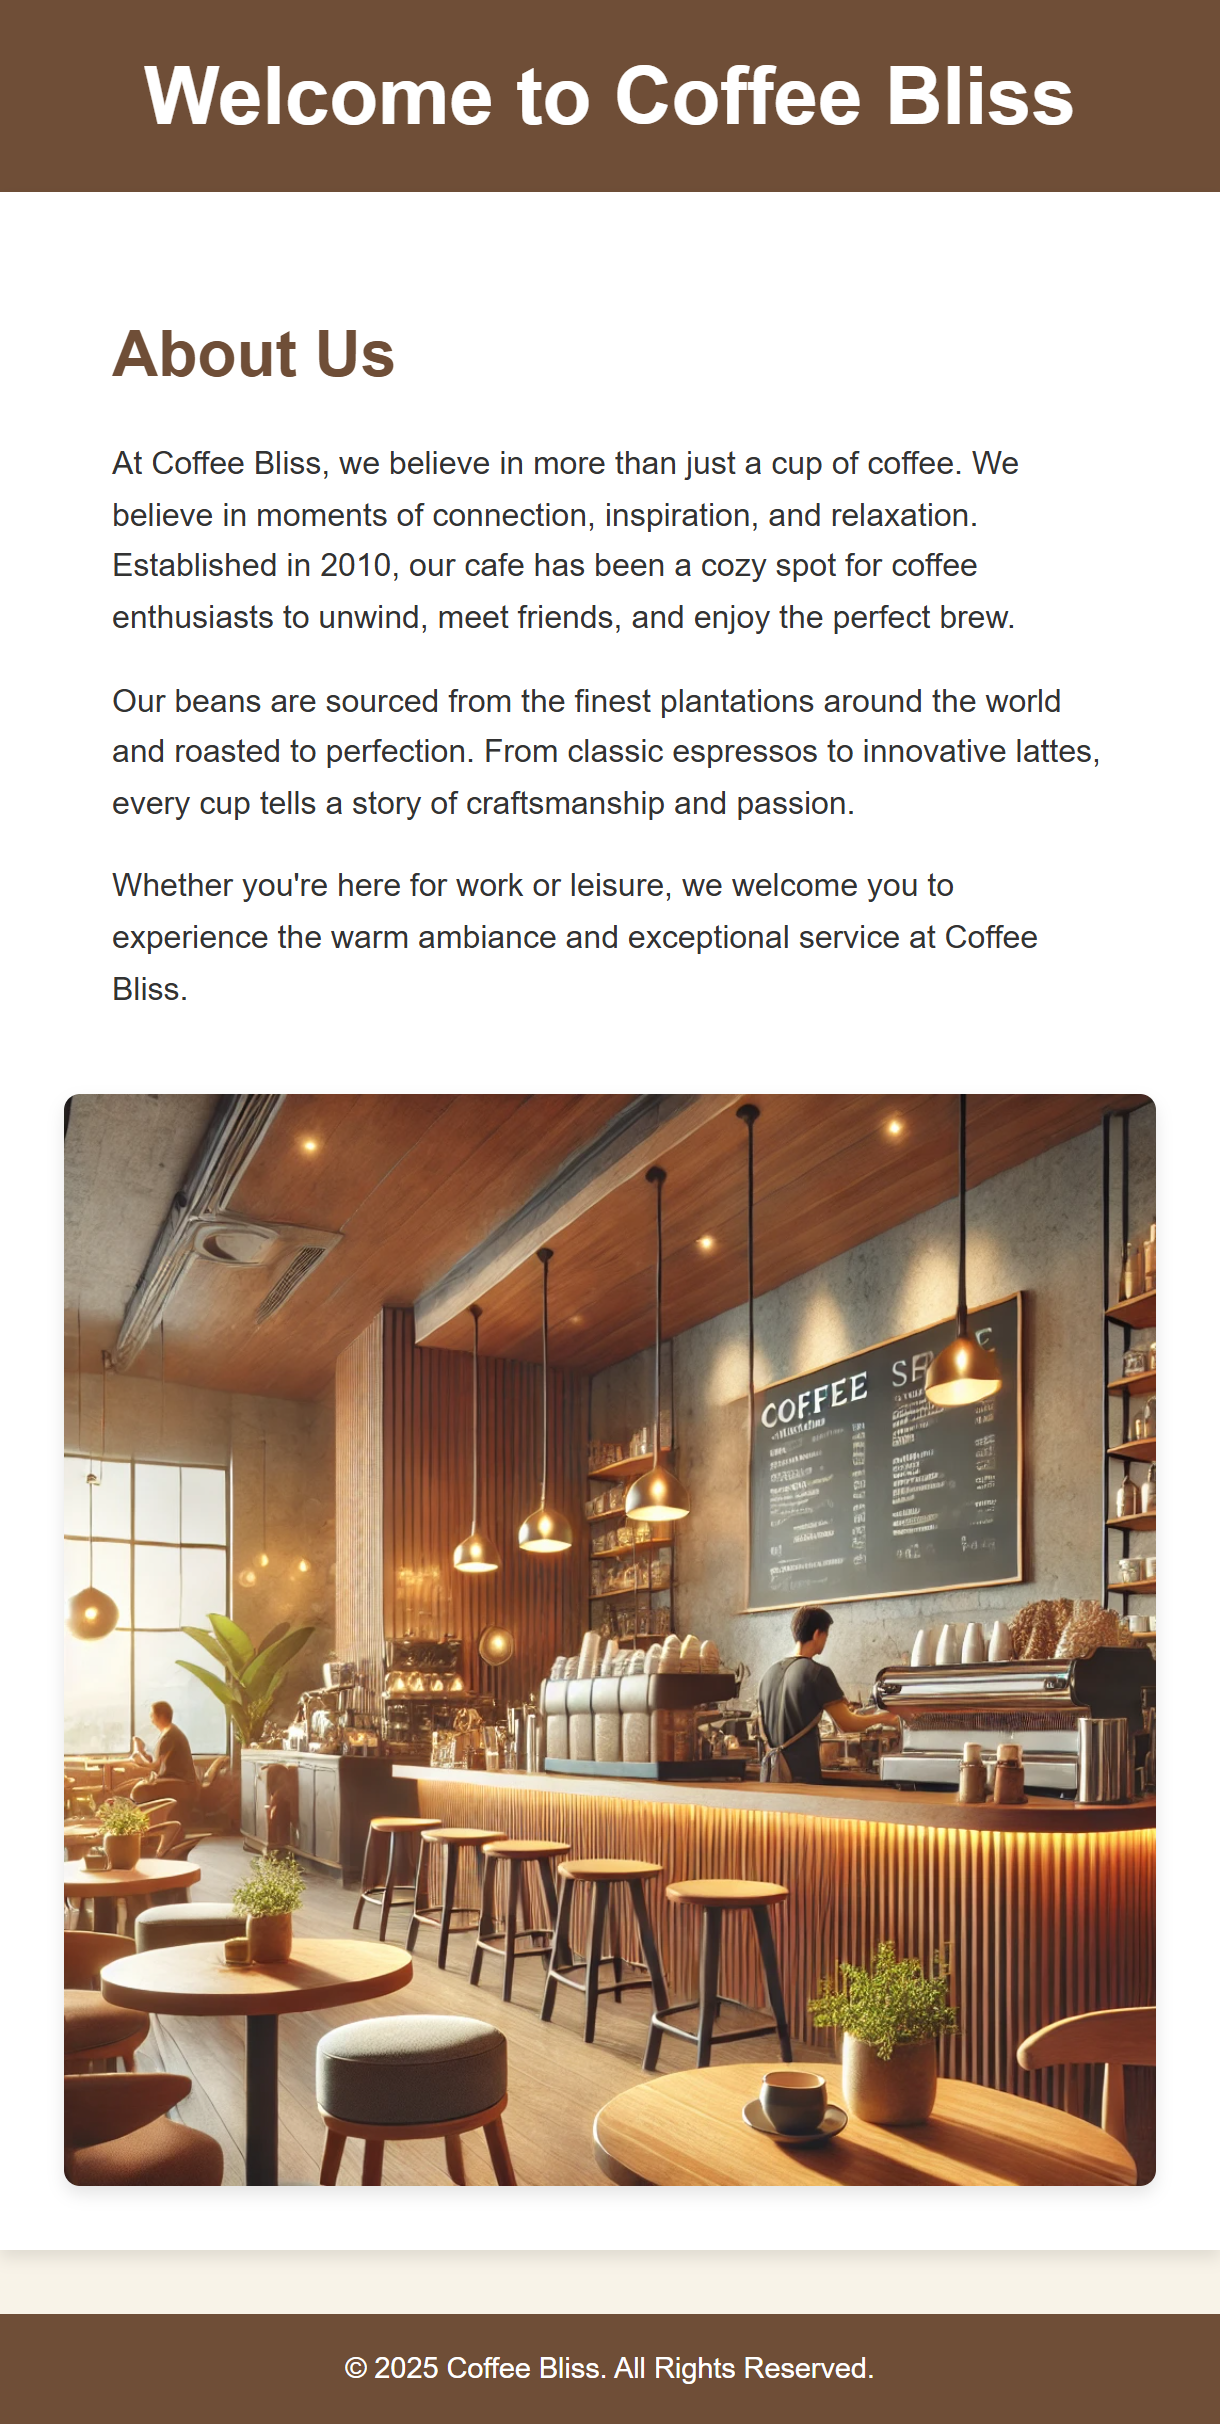 Welcome to Coffee Bliss
About Us
At Coffee Bliss, we believe in more than just a cup of coffee. We
believe in moments of connection, inspiration, and relaxation.
Established in 2010, our cafe has been a cozy spot for coffee
enthusiasts to unwind, meet friends, and enjoy the perfect brew.
Our beans are sourced from the finest plantations around the world
and roasted to perfection. From classic espressos to innovative lattes,
every cup tells a story of craftsmanship and passion.
Whether you're here for work or leisure, we welcome you to
experience the warm ambiance and exceptional service at Coffee
Bliss.
COFFEE
© 2025 Coffee Bliss. All Rights Reserved.